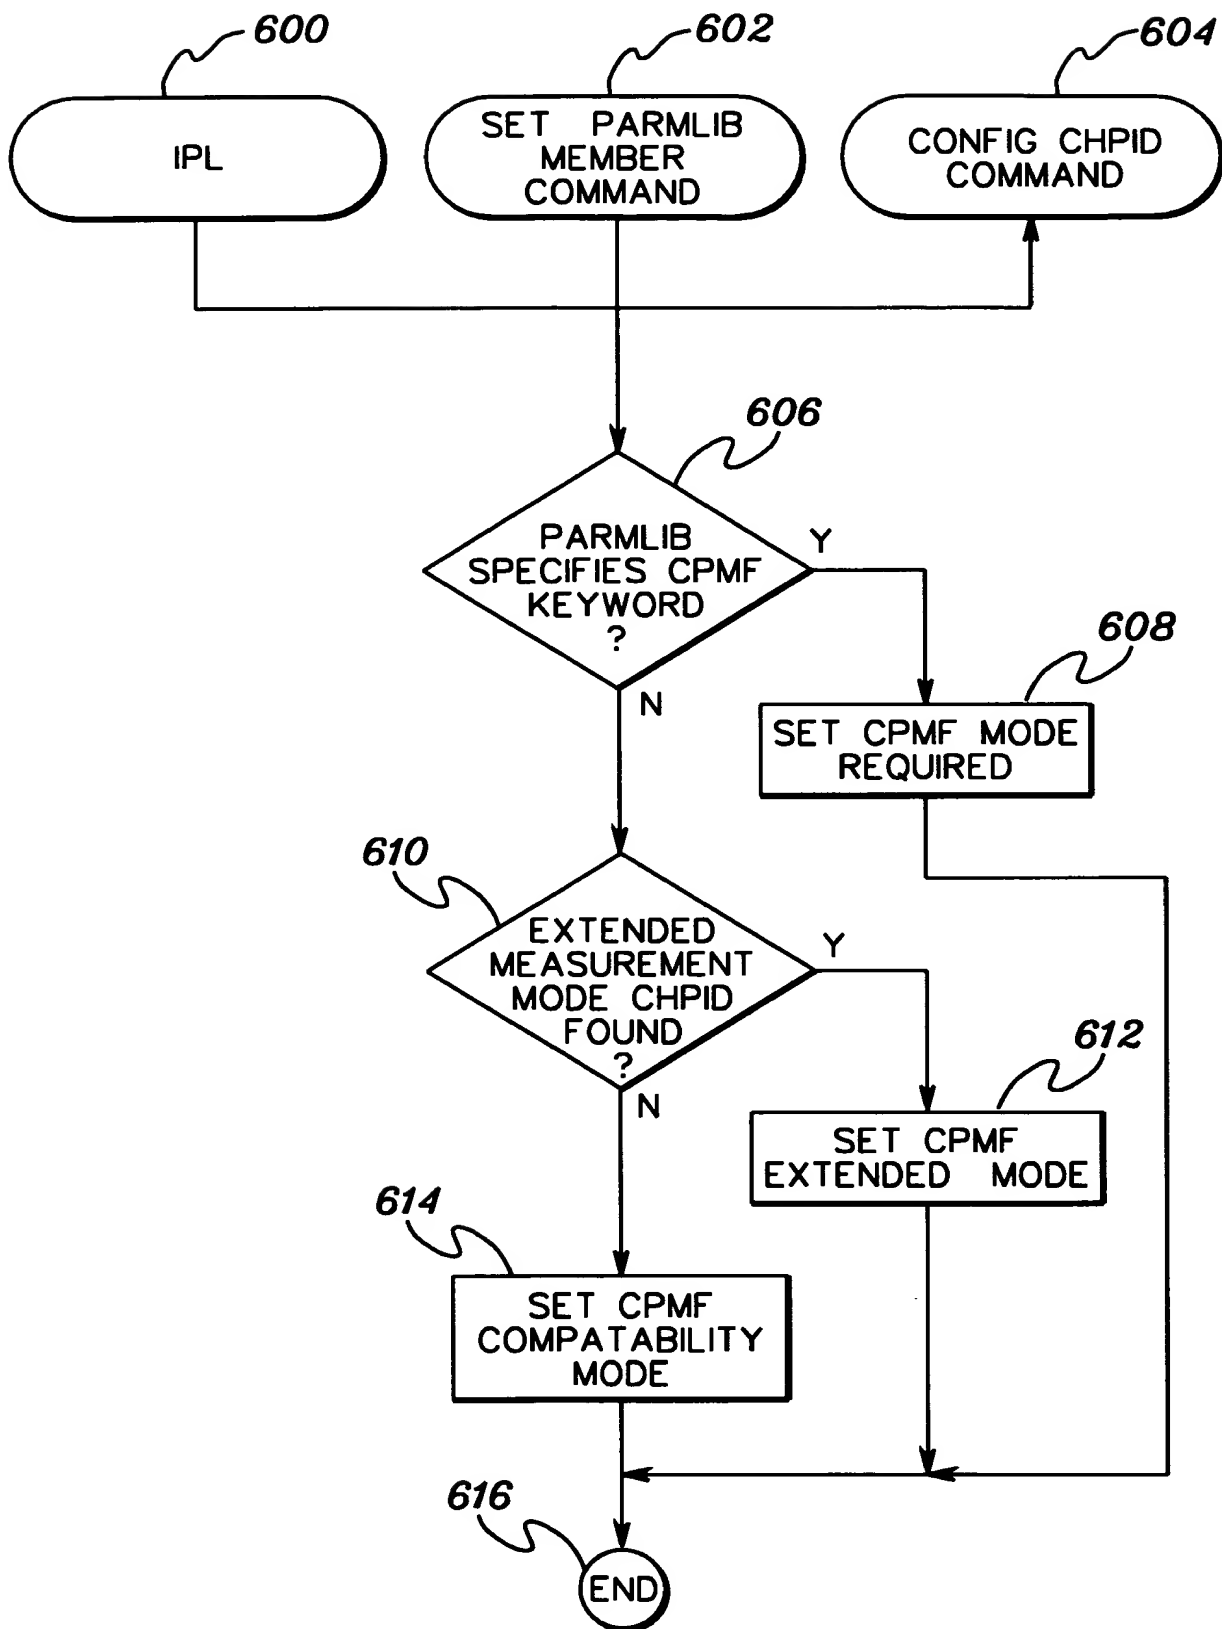 600
602
604
IPL
SET PARMLIB
MEMBER
COMMAND
CONFIG CHPID
COMMAND
606
PARMLIB
SPECIFIES CPMF
KEYWORD
?
Y
N
608
SET CPMF MODE
REQUIRED
610
EXTENDED
MEASUREMENT
MODE CHPID
FOUND
?
Y
N
612
SET CPMF
EXTENDED MODE
614
SET CPMF
COMPATABILITY
MODE
616
END